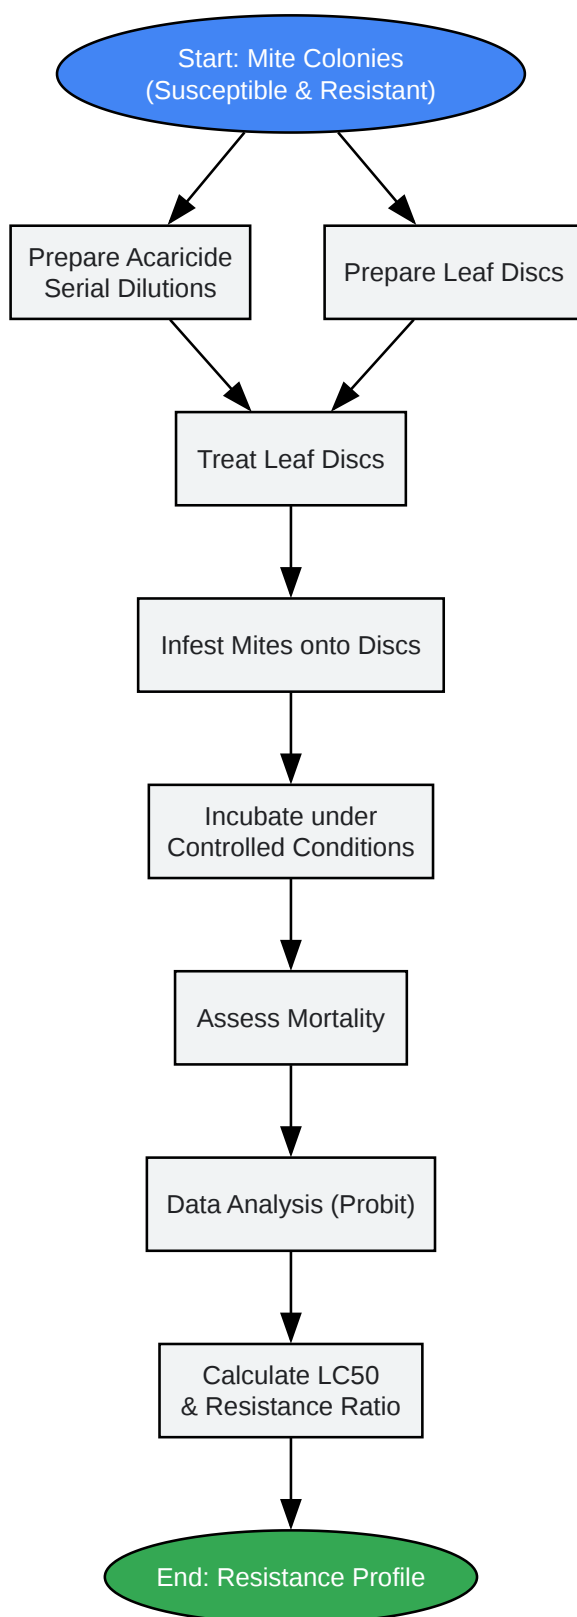 Start: Mite Colonies
(Susceptible & Resistant)
Prepare Acaricide
Serial Dilutions
Prepare Leaf Discs
Treat Leaf Discs
Infest Mites onto Discs
Incubate under
Controlled Conditions
Assess Mortality
Data Analysis (Probit)
Calculate LC50
& Resistance Ratio
End: Resistance Profile